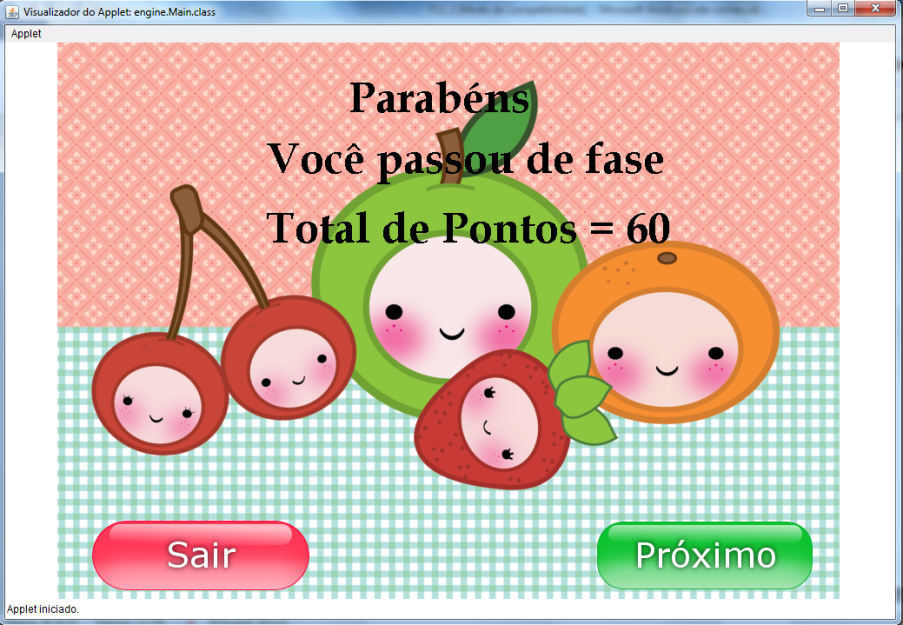 Visualizador do Applet: engine.Main.class
Applet
Parabéns
Você passou de fase
Total de Pontos = 60
Sair
Próximo
Applet iniciado.